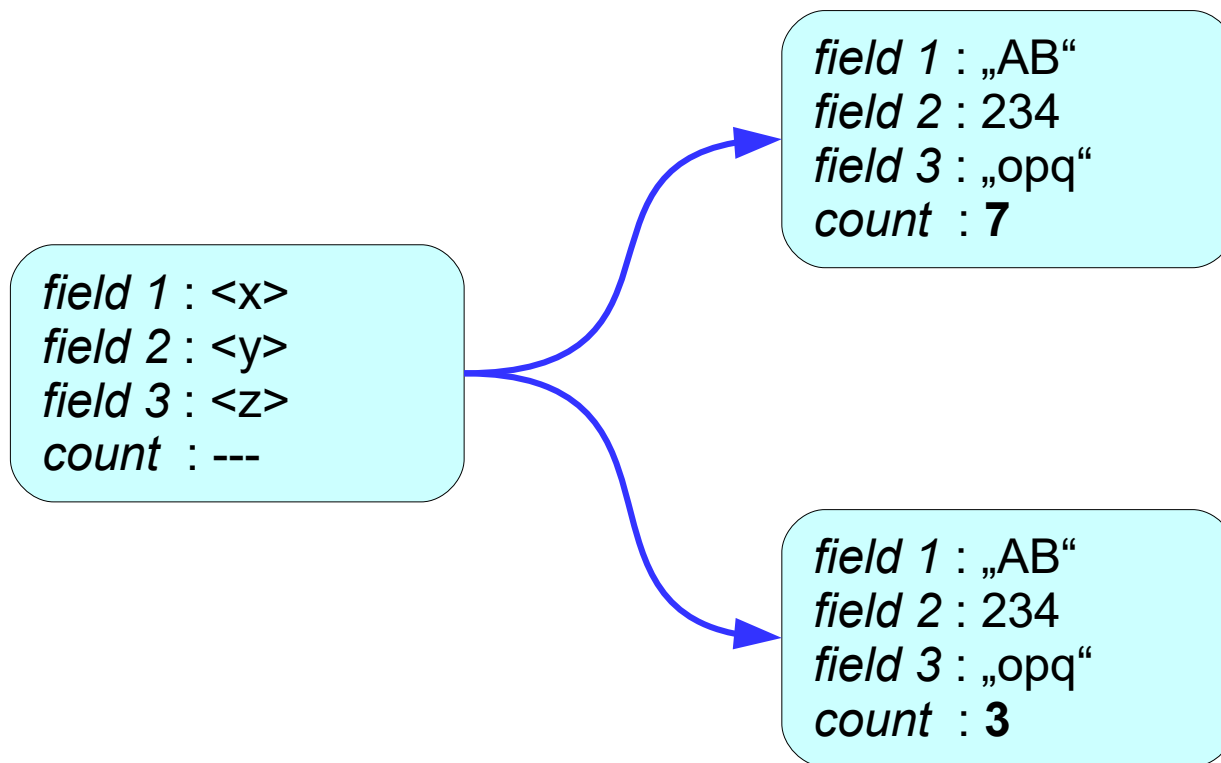 field 1 : „AB“
field 2 : 234
field 3 : „opq“
count : 7
field 1 : <x>
field 2 : <y>
field 3 : <z>
count : ---
field 1 : „AB“
field 2 : 234
field 3 : „opq“
count : 3